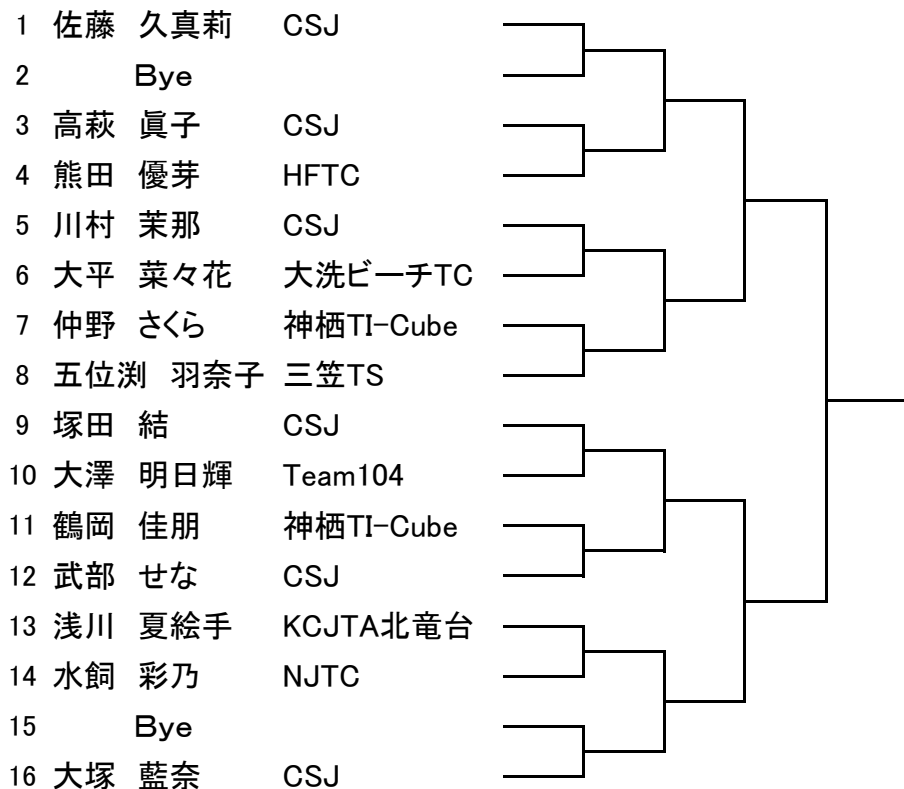 1 佐藤 久真莉 CSJ
2 Bye
3 高萩 眞子 CSJ
4 熊田 優芽 HFTC
5 川村 茉那 CSJ
6 大平 菜々花 大洗ビーチTC
7 仲野 さくら 神栖TI-Cube
8 五位渕 羽奈子 三笠TS
9 塚田 結 CSJ
10 大澤 明日輝 Team104
11 鶴岡 佳朋 神栖TI-Cube
12 武部 せな CSJ
13 浅川 夏絵手 KCJTA北竜台
14 水飼 彩乃 NJTC
15 Bye
16 大塚 藍奈 CSJ